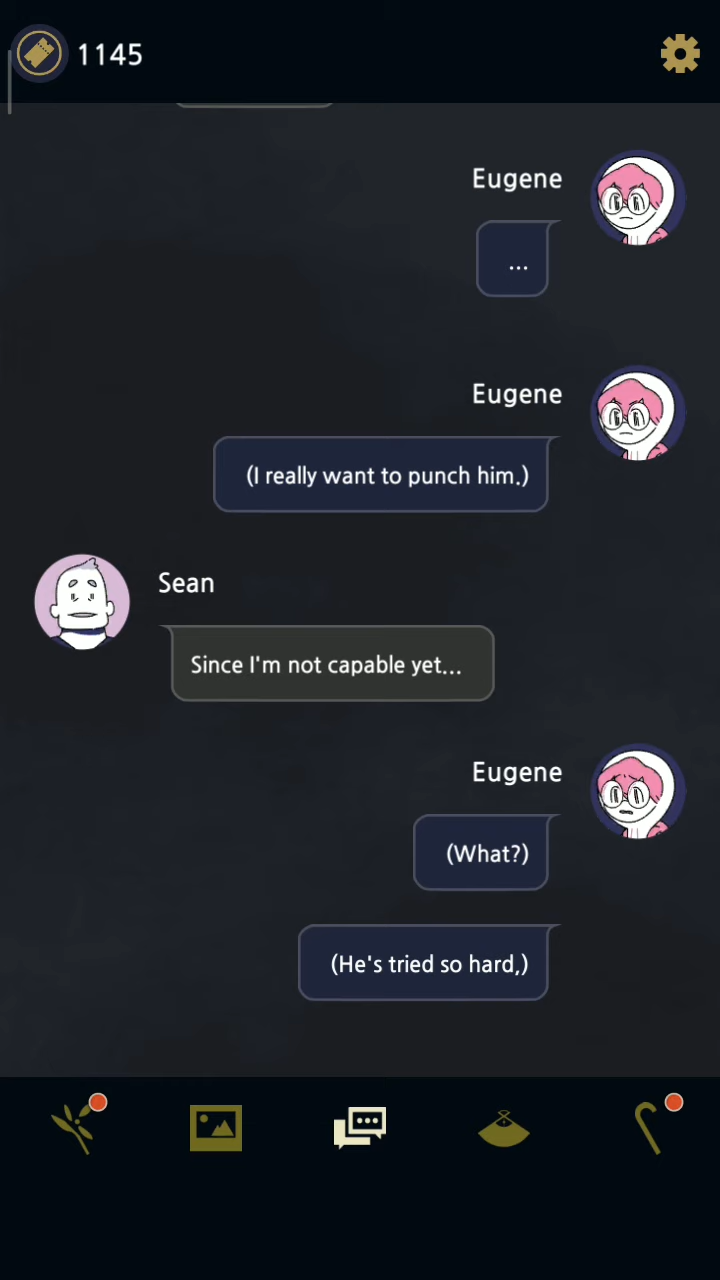 1145
Eugene
...
Eugene
(I really want to punch him.)
Sean
Since I'm not capable yet...
Eugene
(What?)
(He's tried so hard,)